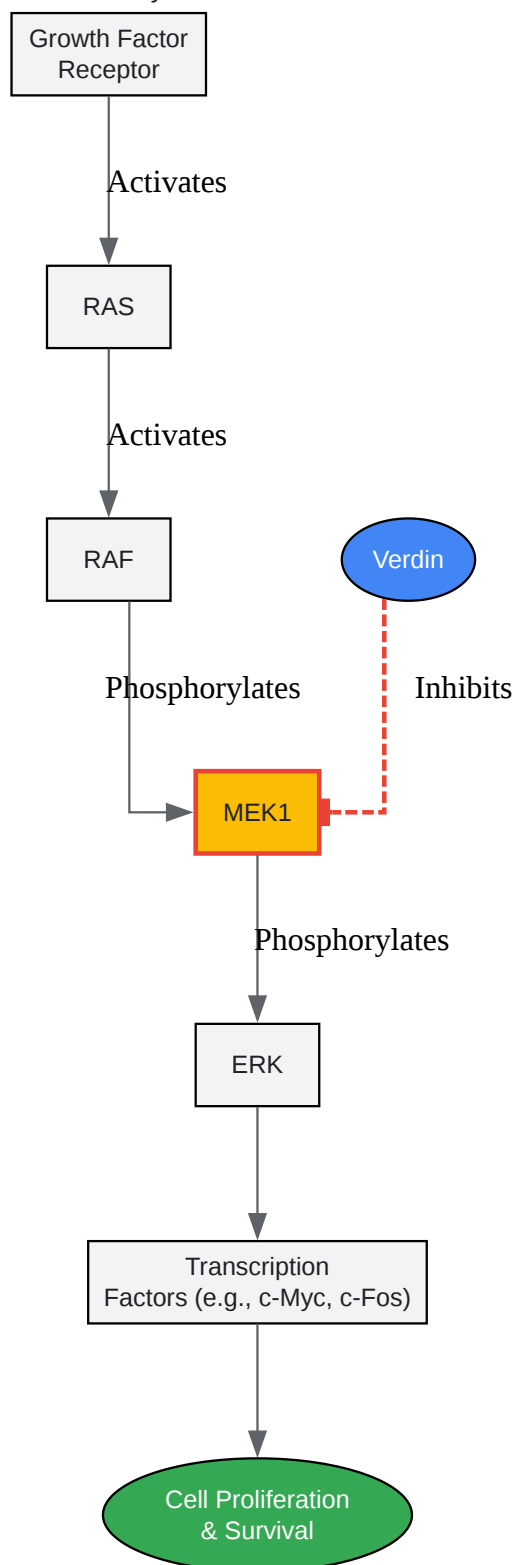 Growth Factor
Receptor
Activates
RAS
Activates
RAF
Verdin
Phosphorylates
Inhibits
MEK1
Phosphorylates
ERK
Transcription
Factors (e.g., c-Myc, c-Fos)
Cell Proliferation
& Survival